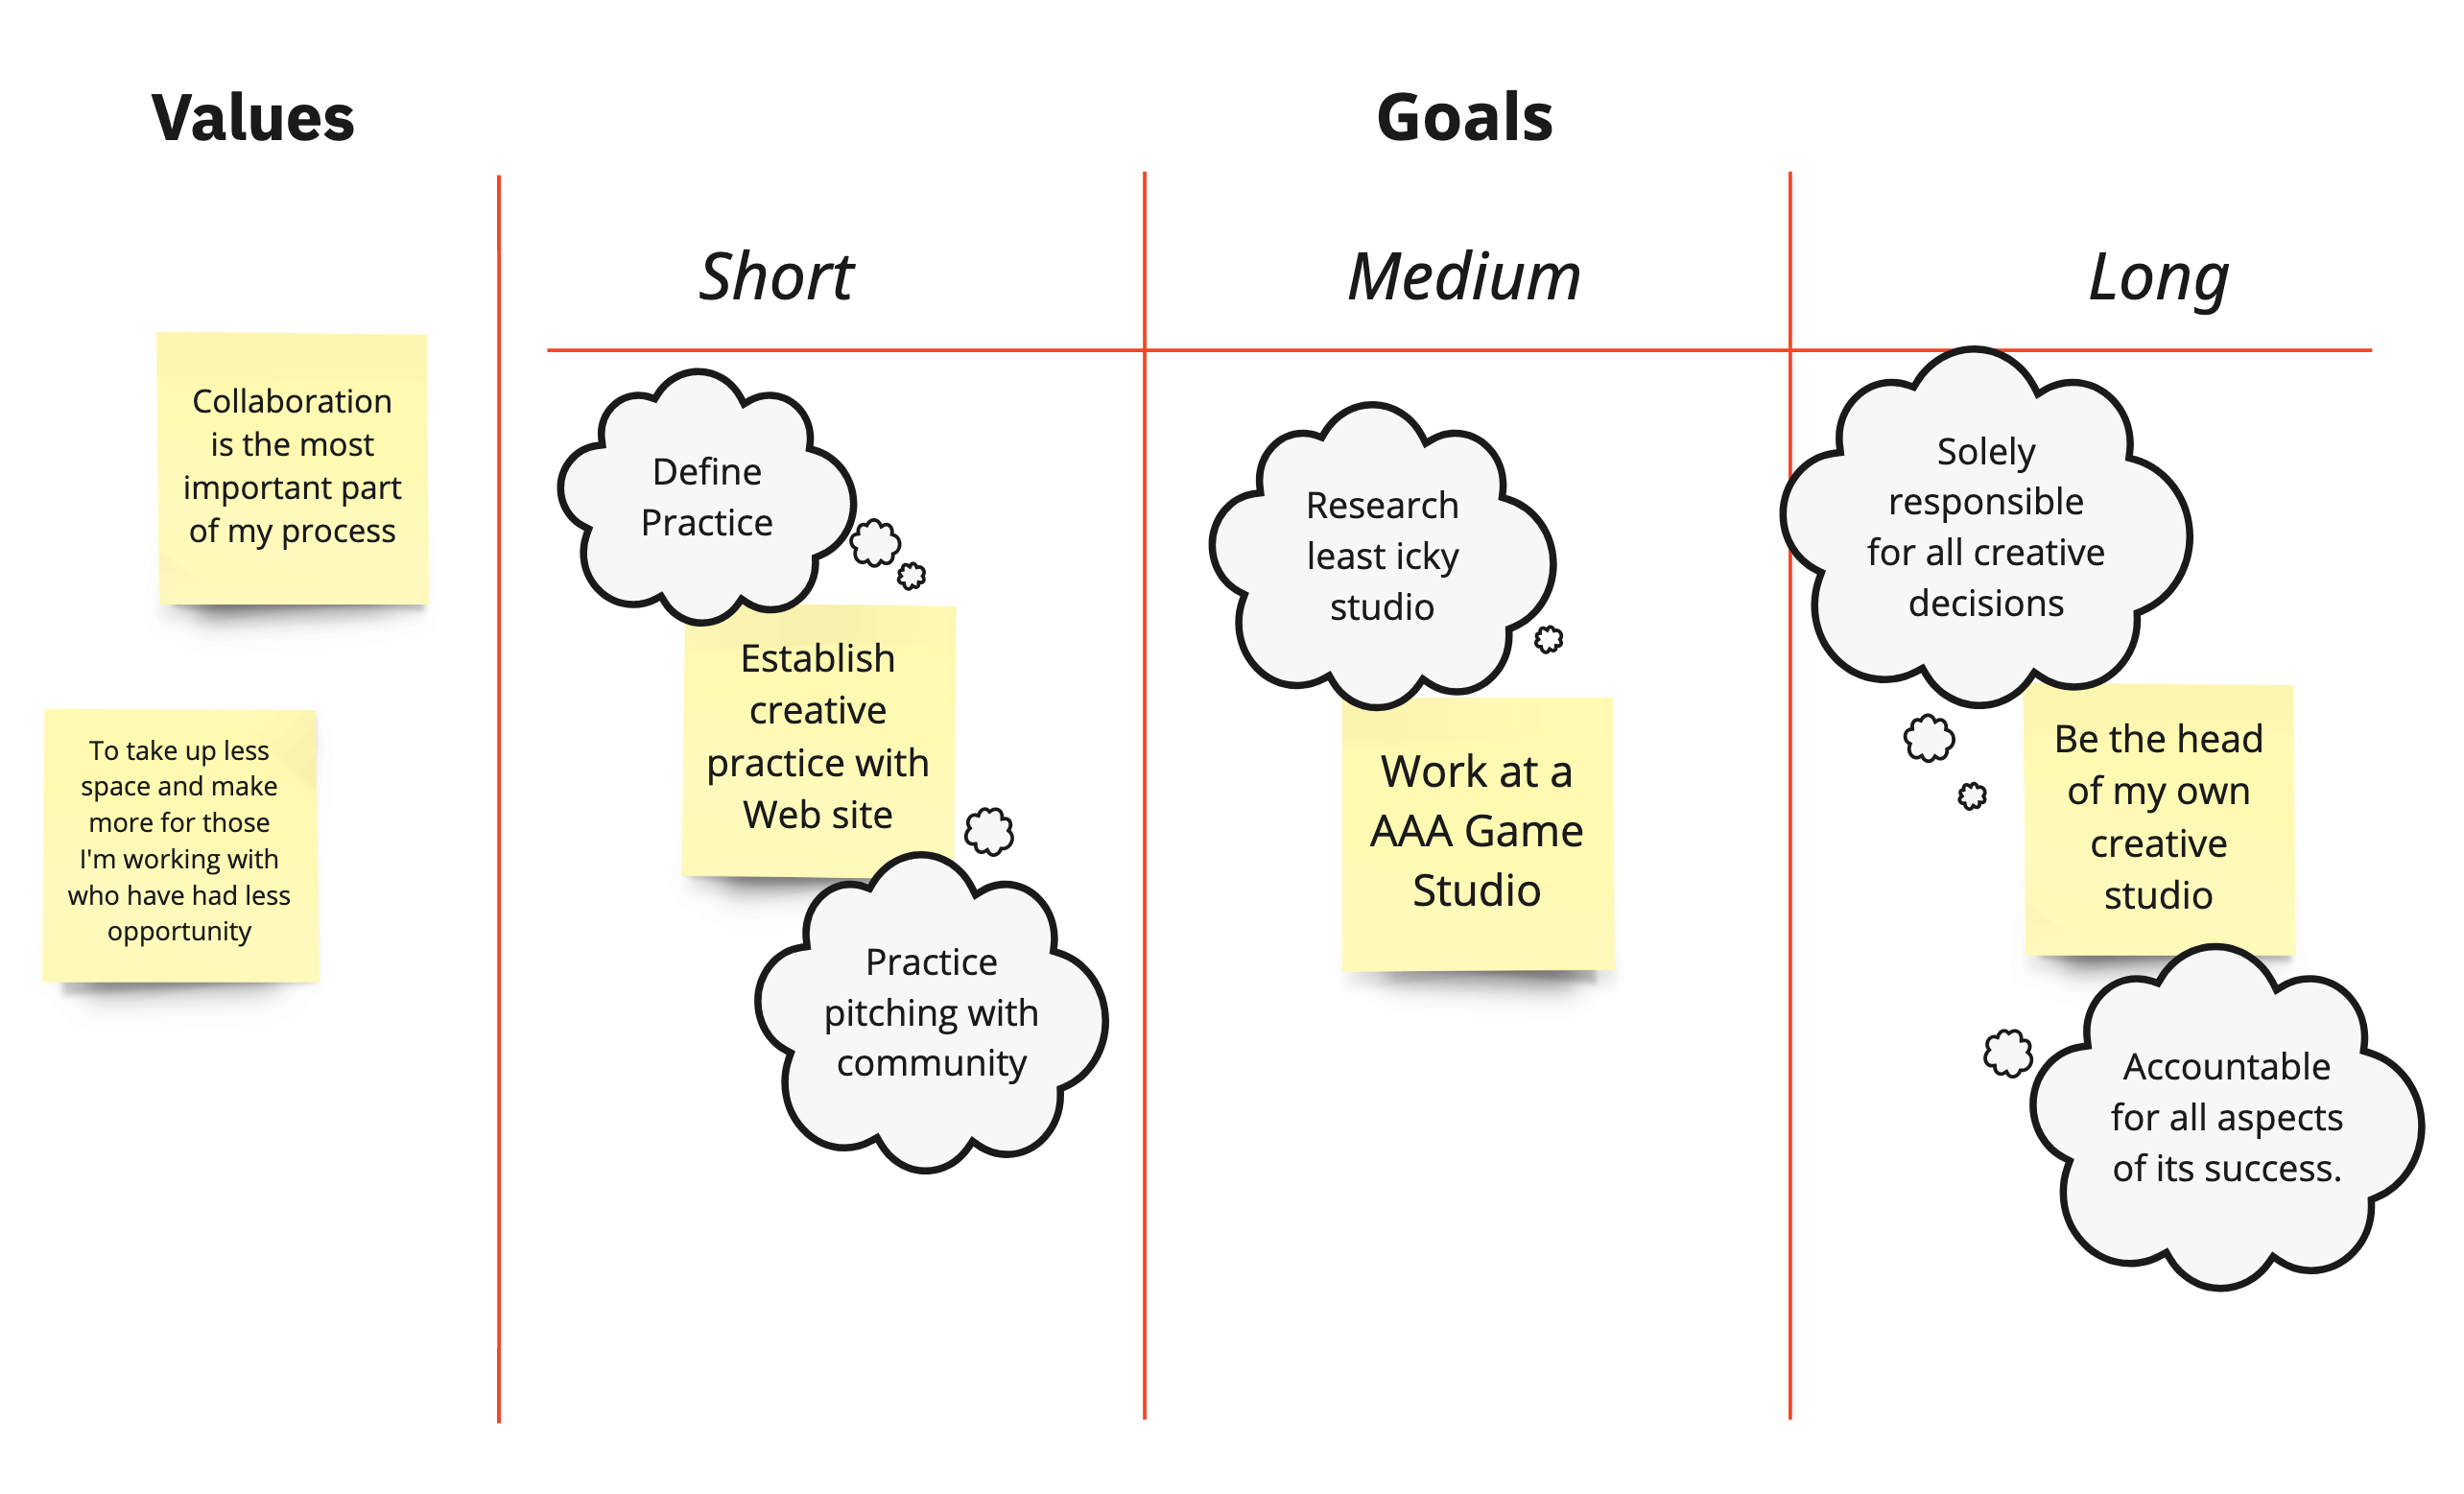 Values
Goals
Short
Medium
Long
Collaboration
is the most
important part
of my process
To take up less
space and make
more for those
I'm working with
who have had less
opportunity
Define
Practice
Establish
creative
practice with
Web site
Practice
pitching with
community
Research
least icky
studio
Work at a
AAA Game
Studio
Solely
responsible
for all creative
decisions
Be the head
of my own
creative
studio
Accountable
for all aspects
of its success.